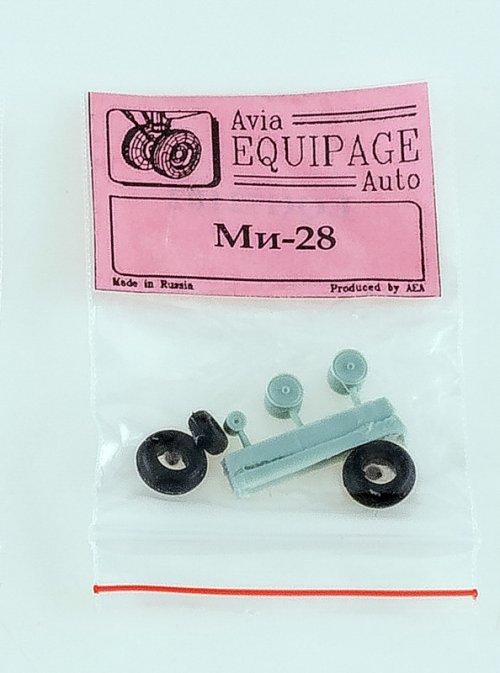 Avia
EQUIPAGE
Auto
Ми-28
Made in Russia
Produced by AEA